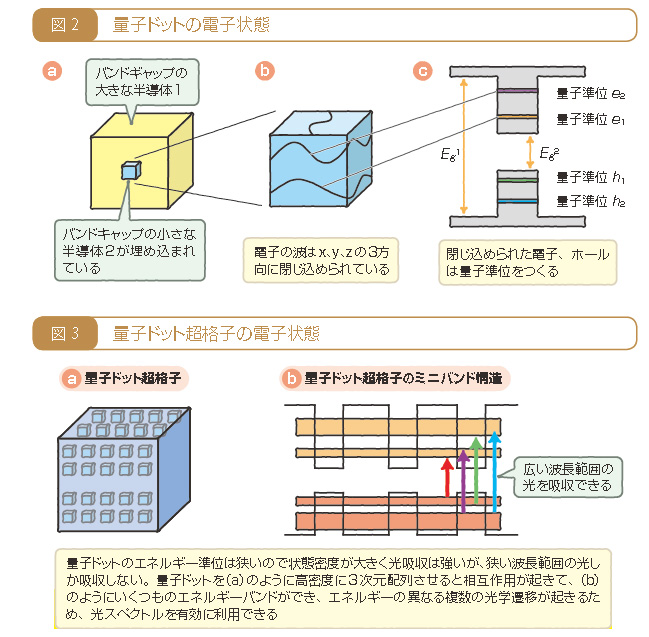 図2 量子ドットの電子状態
a
バンドギャップの
大きな半導体1
バンドギャップの小さな
半導体2が埋め込まれ
ている
b
電子の波はx、y、zの3方
向に閉じ込められている
c
量子準位 e2
量子準位 e1
Eg1
Eg2
量子準位 h1
量子準位 h2
閉じ込められた電子、ホール
は量子準位をつくる
図3 量子ドット超格子の電子状態
a 量子ドット超格子
b 量子ドット超格子のミニバンド構造
広い波長範囲の
光を吸収できる
量子ドットのエネルギー準位は狭いので状態密度が大きく光吸収は強いが、狭い波長範囲の光し
か吸収しない。量子ドットを(a)のように高密度に3次元配列させると相互作用が起きて、(b)
のようにいくつものエネルギーバンドができ、エネルギーの異なる複数の光学遷移が起きるた
め、光スペクトルを有効に利用できる